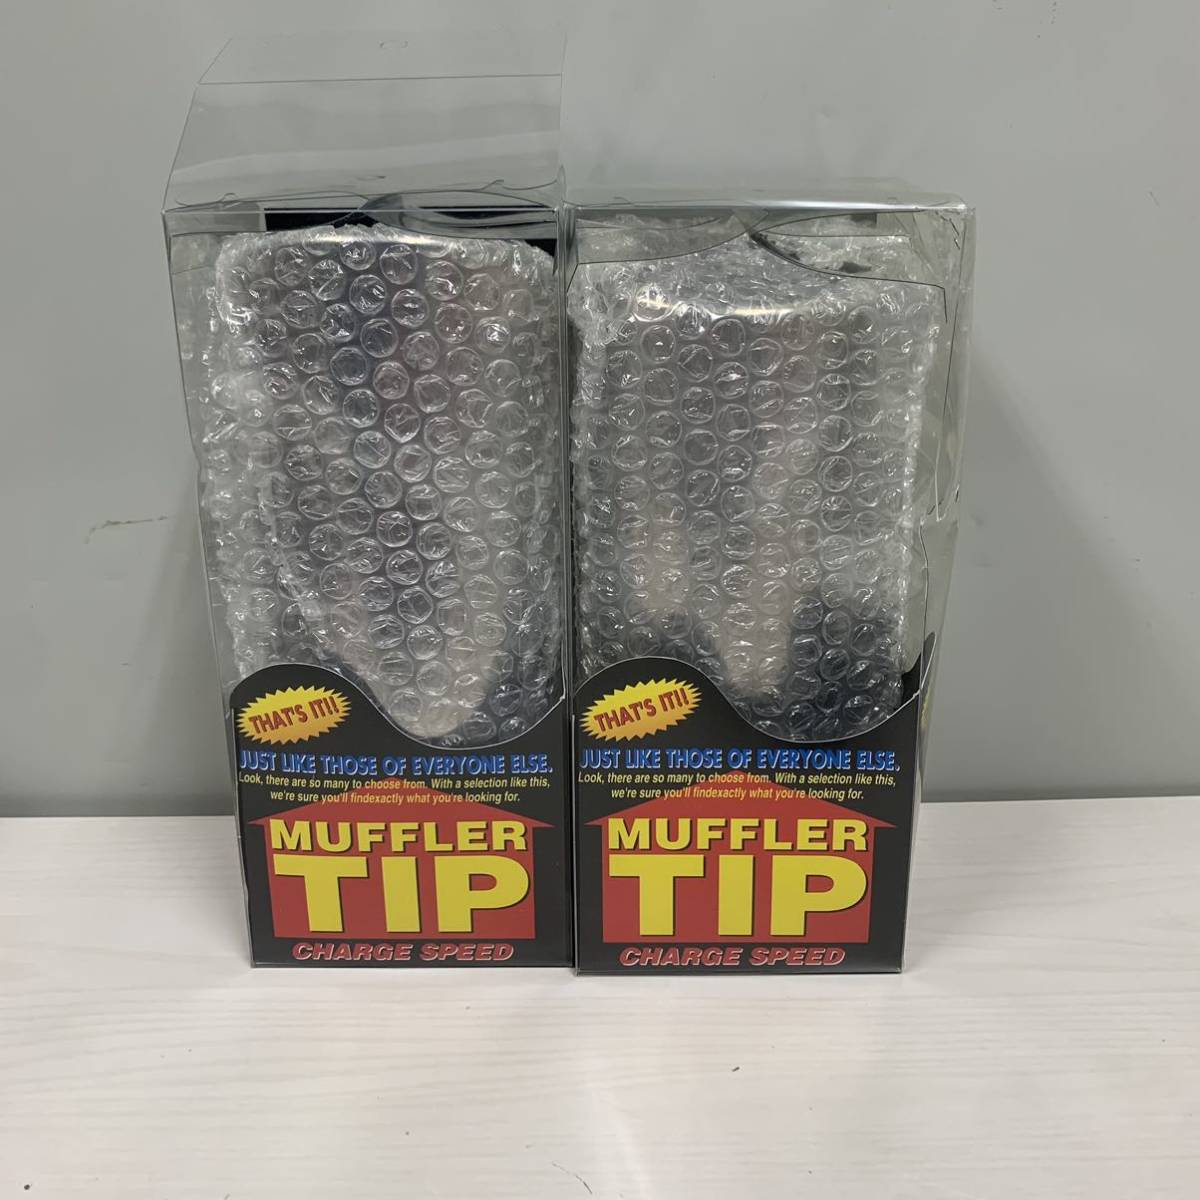 THAT'S IT!!
JUST LIKE THOSE OF EVERYONE ELSE.
Look, there are so many to choose from. With a selection like this,
we're sure you'll findexactly what you're looking for.
MUFFLER
TIP
CHARGE SPEED
THAT'S IT!!
JUST LIKE THOSE OF EVERYONE ELSE.
Look, there are so many to choose from. With a selection like this,
we're sure you'll findexactly what you're looking for.
MUFFLER
TIP
CHARGE SPEED